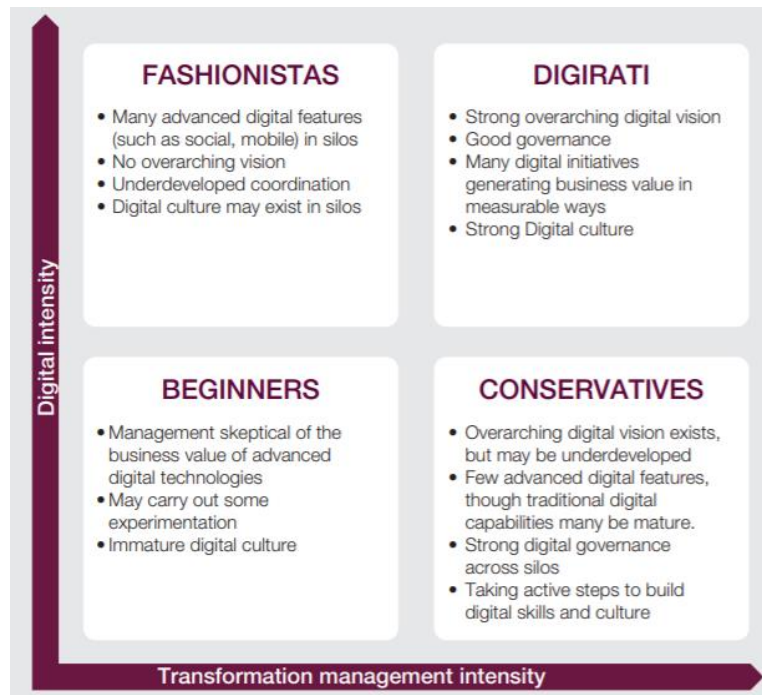 FASHIONISTAS
• Many advanced digital features
(such as social, mobile) in silos
• No overarching vision
• Underdeveloped coordination
• Digital culture may exist in silos
DIGIRATI
• Strong overarching digital vision
• Good governance
• Many digital initiatives
generating business value in
measurable ways
• Strong Digital culture
Digital intensity
BEGINNERS
• Management skeptical of the
business value of advanced
digital technologies
• May carry out some
experimentation
• Immature digital culture
CONSERVATIVES
• Overarching digital vision exists,
but may be underdeveloped
• Few advanced digital features,
though traditional digital
capabilities many be mature.
• Strong digital governance
across silos
• Taking active steps to build
digital skills and culture
Transformation management intensity